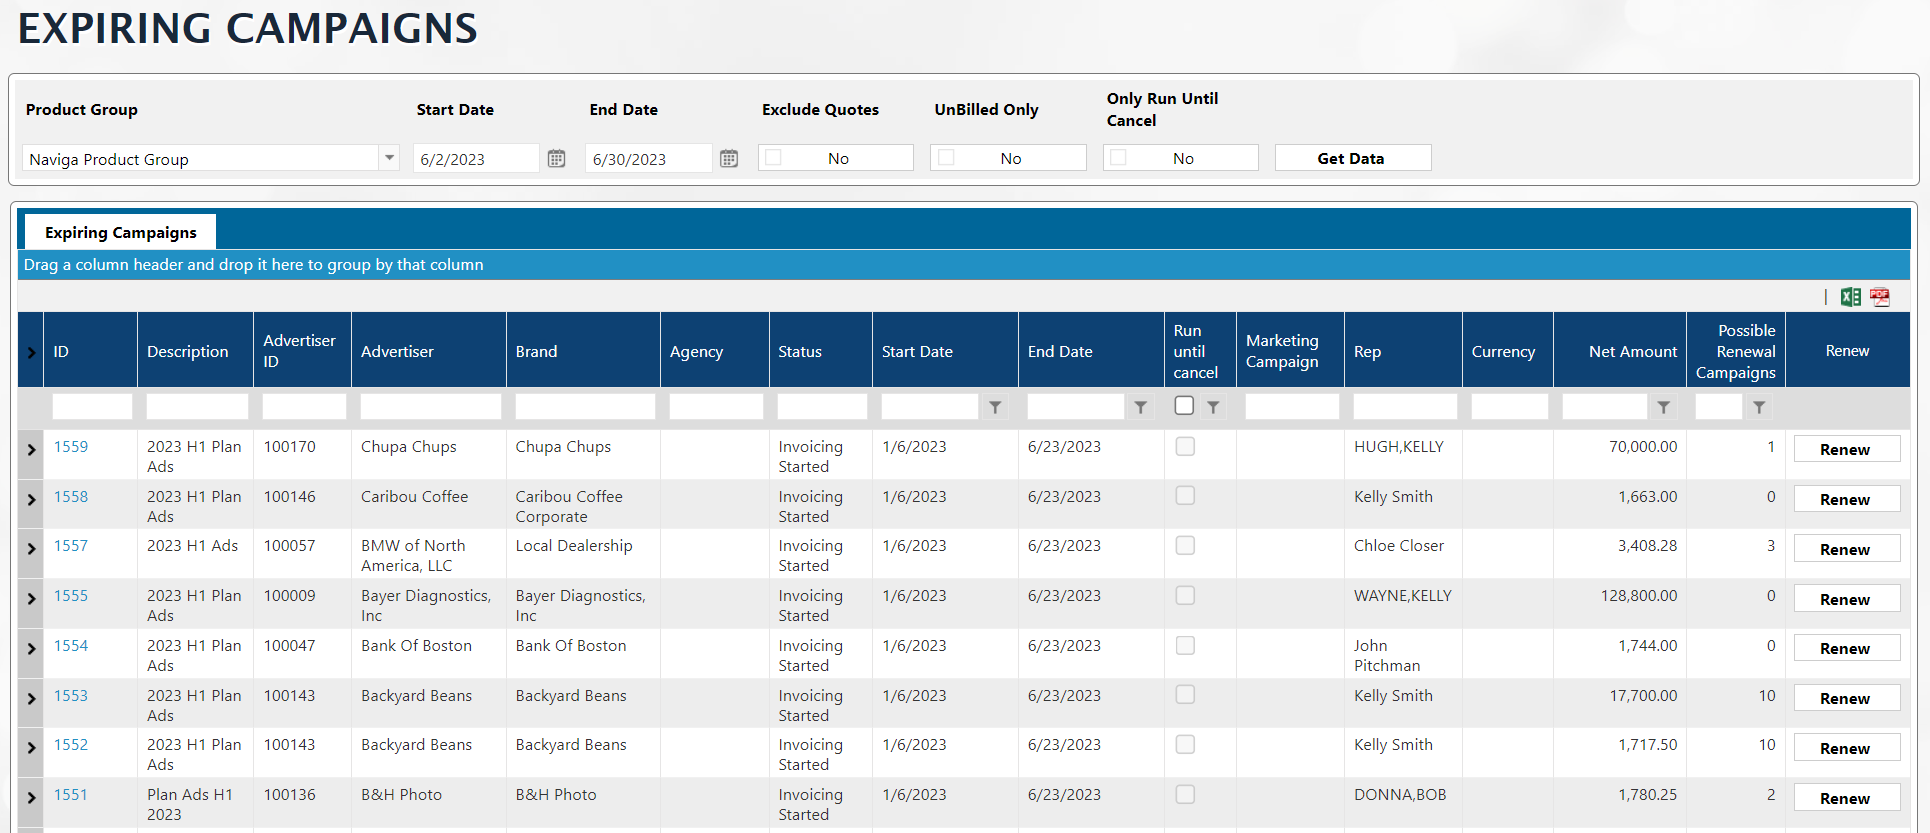 EXPIRING CAMPAIGNS
Product Group Start Date End Date Exclude Quotes UnBilled Only Only Run Until
Cancel
Naviga Product Group 6/2/2023 6/30/2023 No No No Get Data
Expiring Campaigns
Drag a column header and drop it here to group by that column
PDF
ID Description Advertiser ID Advertiser Brand Agency Status Start Date End Date Run until cancel Marketing Campaign Rep Currency Net Amount Possible Renewal Campaigns Renew
1559 2023 H1 Plan 100170 Chupa Chups Chupa Chups Invoicing 1/6/2023 6/23/2023 HUGH,KELLY 70,000.00 1 Renew
Ads Started
1558 2023 H1 Plan 100146 Caribou Coffee Caribou Coffee Invoicing 1/6/2023 6/23/2023 Kelly Smith 1,663.00 0 Renew
Ads Corporate Started
1557 2023 H1 Ads 100057 BMW of North Local Dealership Invoicing 1/6/2023 6/23/2023 Chloe Closer 3,408.28 3 Renew
America, LLC Started
1555 2023 H1 Plan 100009 Bayer Diagnostics, Bayer Diagnostics, Invoicing 1/6/2023 6/23/2023 WAYNE,KELLY 128,800.00 0 Renew
Ads Inc Inc Started
1554 2023 H1 Plan 100047 Bank Of Boston Bank Of Boston Invoicing 1/6/2023 6/23/2023 John 1,744.00 0 Renew
Ads Started Pitchman
1553 2023 H1 Plan 100143 Backyard Beans Backyard Beans Invoicing 1/6/2023 6/23/2023 Kelly Smith 17,700.00 10 Renew
Ads Started
1552 2023 H1 Plan 100143 Backyard Beans Backyard Beans Invoicing 1/6/2023 6/23/2023 Kelly Smith 1,717.50 10 Renew
Ads Started
1551 Plan Ads H1 100136 B&H Photo B&H Photo Invoicing 1/6/2023 6/23/2023 DONNA,BOB 1,780.25 2 Renew
2023 Started